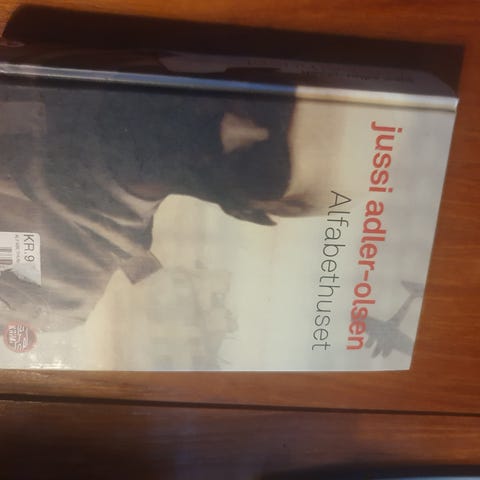 jussi adler-olsen
Alfabethuset
KR.9